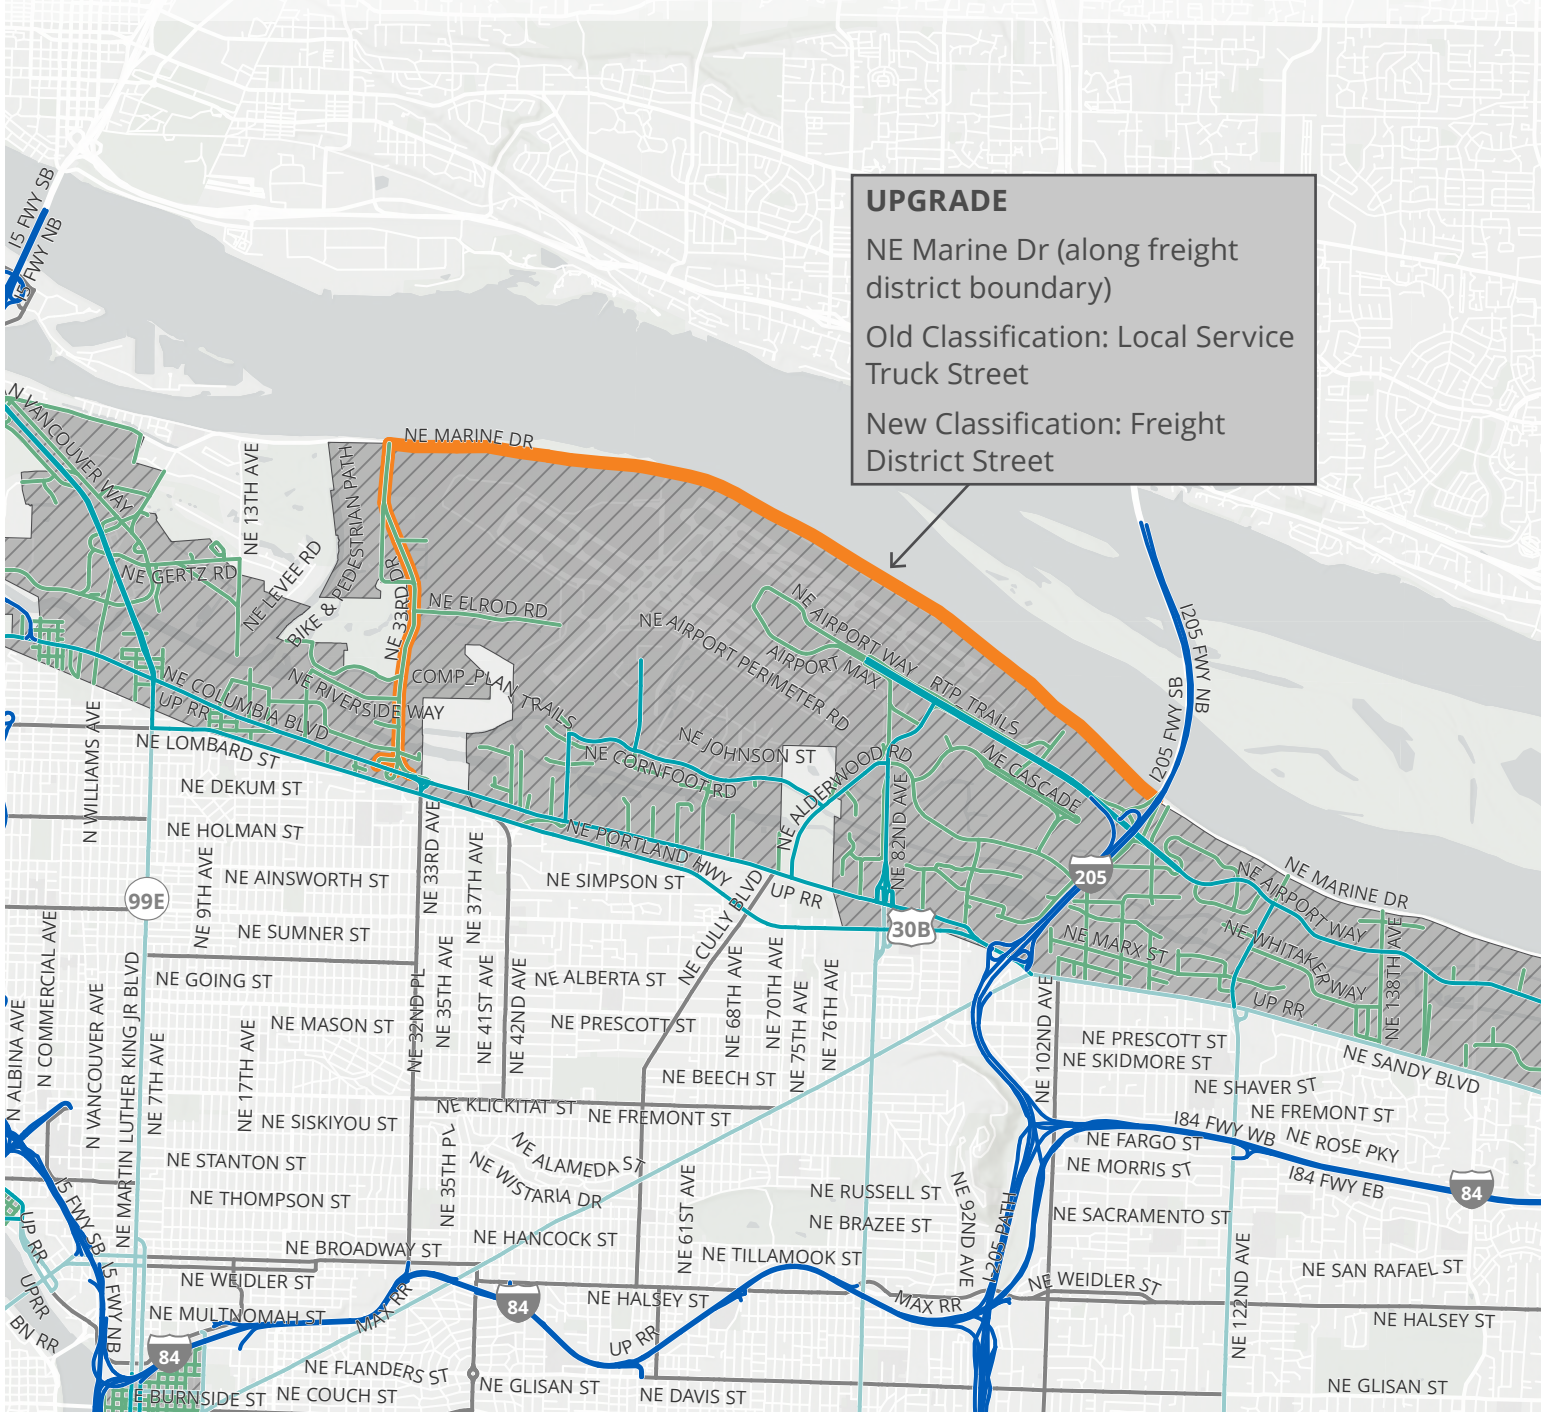 UPGRADE
NE Marine Dr (along freight
district boundary)
Old Classification: Local Service
Truck Street
New Classification: Freight
District Street
I5 FWY SB
I5 FWY NB
NE MARINE DR
N VANCOUVER WAY
NE 13TH AVE
BIKE & PEDESTRIAN PATH
NE GERTZ RD
NE LEVEE RD
NE 33RD DR
NE ELROD RD
NE AIRPORT WAY
NE AIRPORT PERIMETER RD
AIRPORT MAX
RTP_TRAILS
I205 FWY NB
I205 FWY SB
COMP_PLAN TRAILS
NE RIVERSIDE WAY
NE COLUMBIA BLVD
UP RR
NE LOMBARD ST
NE JOHNSON ST
NE CORNFOOT RD
NE ALDERWOOD RD
NE CASCADE
N WILLIAMS AVE
NE DEKUM ST
NE HOLMAN ST
NE 33RD AVE
NE 37TH AVE
NE PORTLAND HWY
NE 82ND AVE
NE 9TH AVE
NE AINSWORTH ST
NE SIMPSON ST
NE CULLY BLVD
UP RR
205
NE MARINE DR
NE AIRPORT WAY
99E
30B
NE SUMNER ST
NE MARX ST
NE WHITAKER WAY
NE 138TH AVE
N COMMERCIAL AVE
NE GOING ST
NE 32ND PL
NE 35TH AVE
NE 41ST AVE
NE 42ND AVE
NE ALBERTA ST
NE 68TH AVE
NE 70TH AVE
NE 75TH AVE
NE 76TH AVE
UP RR
N ALBINA AVE
N VANCOUVER AVE
NE MARTIN LUTHER KING JR BLVD
NE 7TH AVE
NE 17TH AVE
NE MASON ST
NE PRESCOTT ST
NE 102ND AVE
NE PRESCOTT ST
NE SKIDMORE ST
NE SANDY BLVD
NE BEECH ST
NE SHAVER ST
NE KLICKITAT ST
NE FREMONT ST
NE FREMONT ST
NE SISKIYOU ST
I84 FWY WB
NE ROSE PKY
NE FARGO ST
NE STANTON ST
NE 35TH PL
NE ALAMEDA ST
NE WISTARIA DR
NE MORRIS ST
I84 FWY EB
84
NE THOMPSON ST
NE 61ST AVE
NE RUSSELL ST
NE 92ND AVE
I-205 PATH
NE SACRAMENTO ST
I5 FWY SB
UP RR
NE BRAZEE ST
NE HANCOCK ST
NE BROADWAY ST
NE TILLAMOOK ST
NE 122ND AVE
NE SAN RAFAEL ST
I5 FWY NB
NE WEIDLER ST
NE WEIDLER ST
UPRR
NE MULTNOMAH ST
MAX RR
84
NE HALSEY ST
MAX RR
NE HALSEY ST
BN RR
84
UP RR
NE FLANDERS ST
NE GLISAN ST
NE GLISAN ST
E BURNSIDE ST
NE COUCH ST
NE DAVIS ST